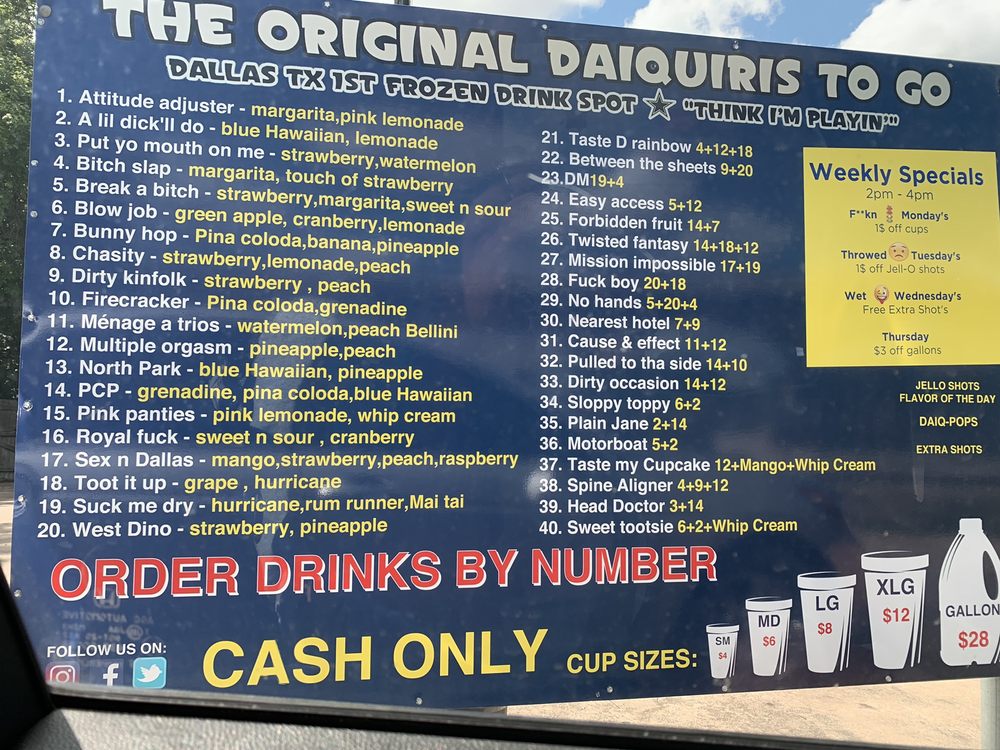 THE ORIGINAL DAIQUIRIS TO GO
DALLAS TX 1ST FROZEN DRINK SPOT "THINK I'M PLAYIN'"
1. Attitude adjuster - margarita,pink lemonade
2. A lil dick'll do - blue Hawaiian, lemonade
3. Put yo mouth on me - strawberry,watermelon
4. Bitch slap - margarita, touch of strawberry
5. Break a bitch - strawberry,margarita,sweet n sour
6. Blow job - green apple, cranberry,lemonade
7. Bunny hop - Pina coloda,banana,pineapple
8. Chasity - strawberry,lemonade,peach
9. Dirty kinfolk - strawberry , peach
10. Firecracker - Pina coloda,grenadine
11. Ménage a trios - watermelon,peach Bellini
12. Multiple orgasm - pineapple,peach
13. North Park - blue Hawaiian, pineapple
14. PCP - grenadine, pina coloda,blue Hawaiian
15. Pink panties - pink lemonade, whip cream
16. Royal fuck - sweet n sour , cranberry
17. Sex n Dallas - mango,strawberry,peach,raspberry
18. Toot it up - grape , hurricane
19. Suck me dry - hurricane,rum runner,Mai tai
20. West Dino - strawberry, pineapple
21. Taste D rainbow 4+12+18
22. Between the sheets 9+20
23.DM19+4
24. Easy access 5+12
25. Forbidden fruit 14+7
26. Twisted fantasy 14+18+12
27. Mission impossible 17+19
28. Fuck boy 20+18
29. No hands 5+20+4
30. Nearest hotel 7+9
31. Cause & effect 11+12
32. Pulled to tha side 14+10
33. Dirty occasion 14+12
34. Sloppy toppy 6+2
35. Plain Jane 2+14
36. Motorboat 5+2
37. Taste my Cupcake 12+Mango+Whip Cream
38. Spine Aligner 4+9+12
39. Head Doctor 3+14
40. Sweet tootsie 6+2+Whip Cream
Weekly Specials
2pm - 4pm
F**kn Monday's
1$ off cups
Throwed Tuesday's
1$ off Jell-O shots
Wet Wednesday's
Free Extra Shot's
Thursday
$3 off gallons
JELLO SHOTS
FLAVOR OF THE DAY
DAIQ-POPS
EXTRA SHOTS
ORDER DRINKS BY NUMBER
FOLLOW US ON:
CASH ONLY
CUP SIZES:
SM
$4
MD
$6
LG
$8
XLG
$12
GALLON
$28